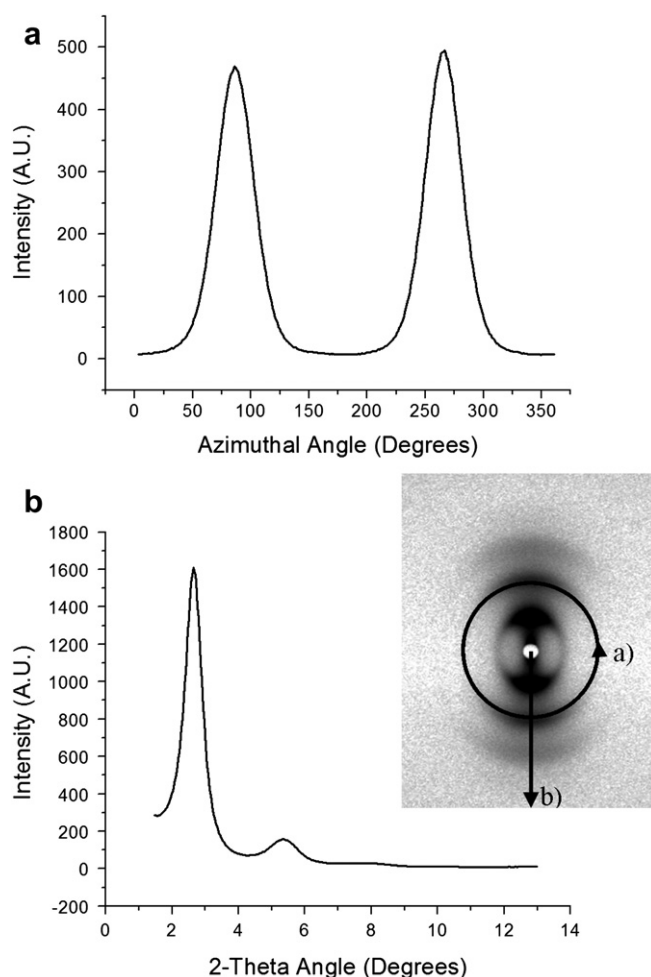 a
500
400
300
200
100
0
Intensity (A.U.)
0 50 100 150 200 250 300 350
Azimuthal Angle (Degrees)
b
1800
1600
1400
1200
1000
800
600
400
200
0
-200
Intensity (A.U.)
0 2 4 6 8 10 12 14
2-Theta Angle (Degrees)
a)
b)